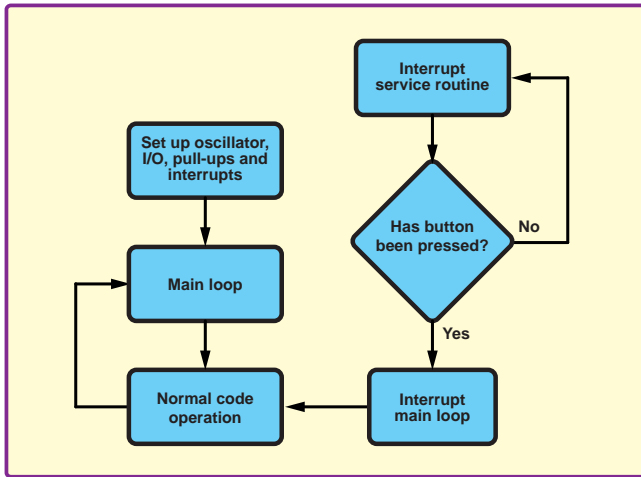 Interrupt
service routine
Set up oscillator,
I/O, pull-ups and
interrupts
Has button
been pressed?
No
Main loop
Yes
Normal code
operation
Interrupt
main loop